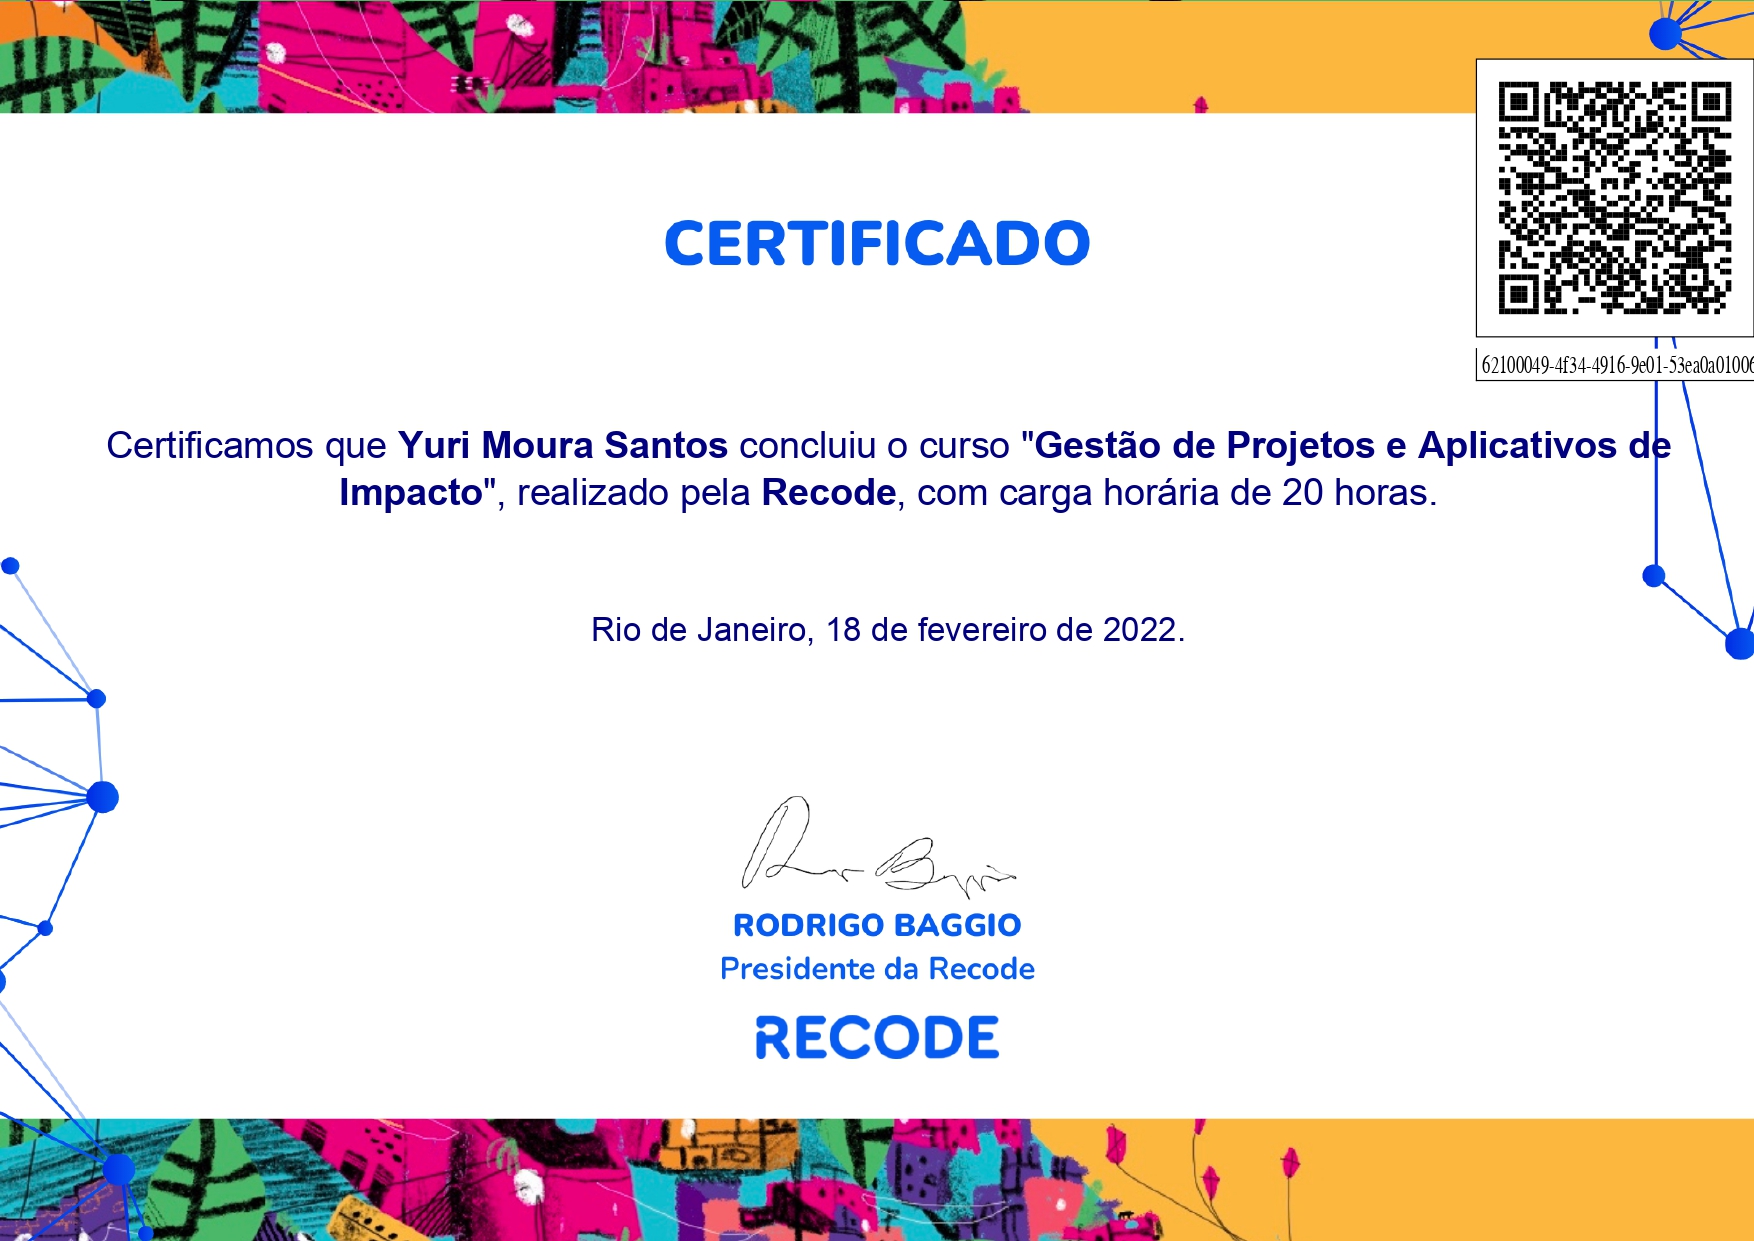 CERTIFICADO
62100049-4f34-4916-9e01-53ea0a01006
Certificamos que Yuri Moura Santos concluiu o curso "Gestão de Projetos e Aplicativos de
Impacto", realizado pela Recode, com carga horária de 20 horas.
Rio de Janeiro, 18 de fevereiro de 2022.
RODRIGO BAGGIO
Presidente da Recode
RECODE